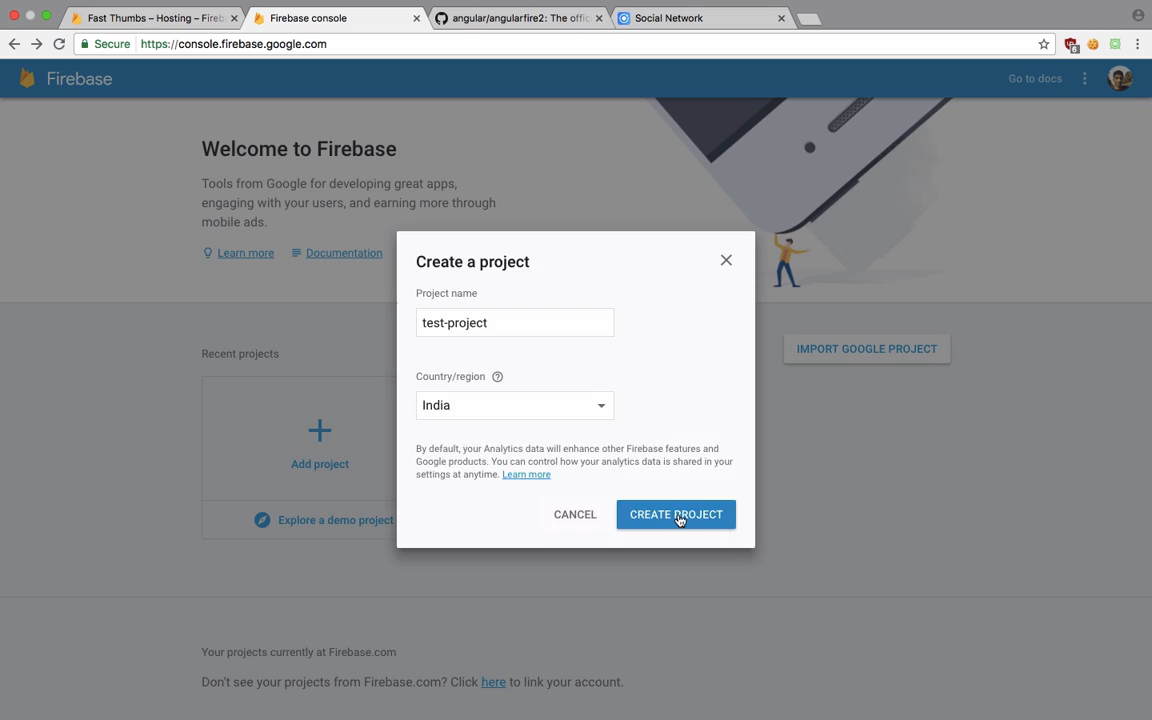 Fast Thumbs – Hosting – Fireb
Firebase console
angular/angularfire2: The offic
Social Network
Secure
https://console.firebase.google.com
6
Firebase
Go to docs
Welcome to Firebase
Tools from Google for developing great apps,
engaging with your users, and earning more through
mobile ads.
Learn more
Documentation
Create a project
Project name
test-project
Country/region
India
By default, your Analytics data will enhance other Firebase features and
Google products. You can control how your analytics data is shared in your
settings at anytime. Learn more
CANCEL
CREATE PROJECT
Recent projects
Add project
Explore a demo project
IMPORT GOOGLE PROJECT
Your projects currently at Firebase.com
Don't see your projects from Firebase.com? Click here to link your account.